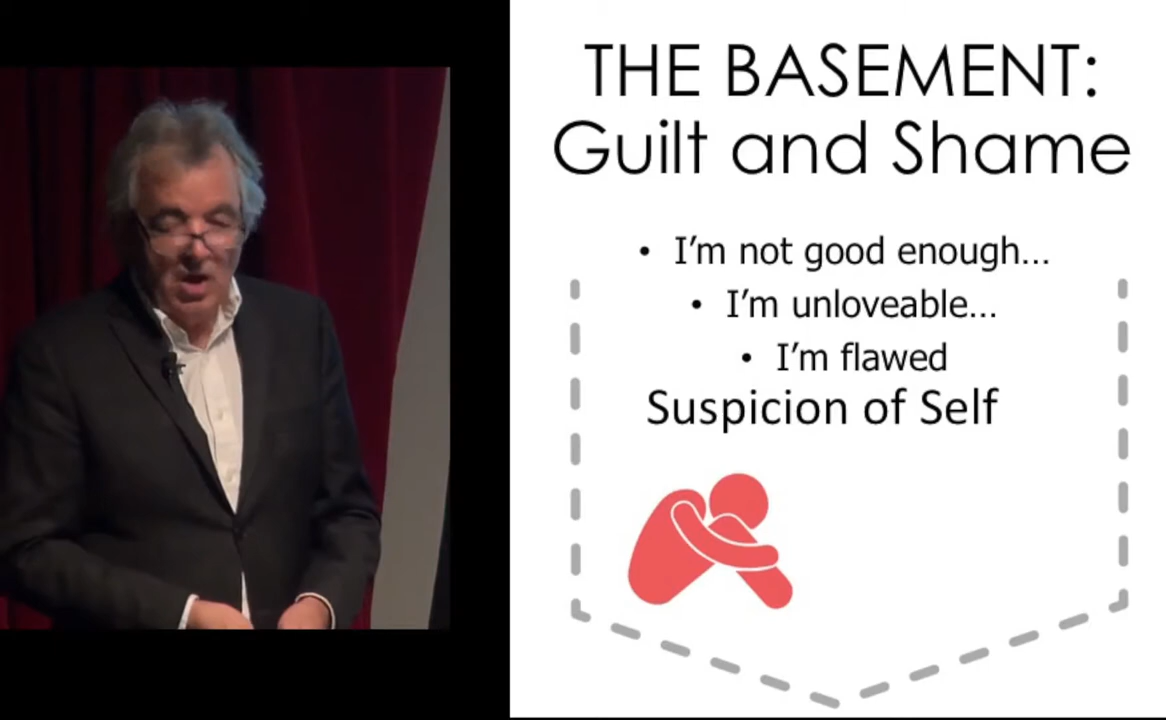 THE BASEMENT:
Guilt and Shame
• I'm not good enough...
• I'm unloveable...
• I'm flawed
Suspicion of Self